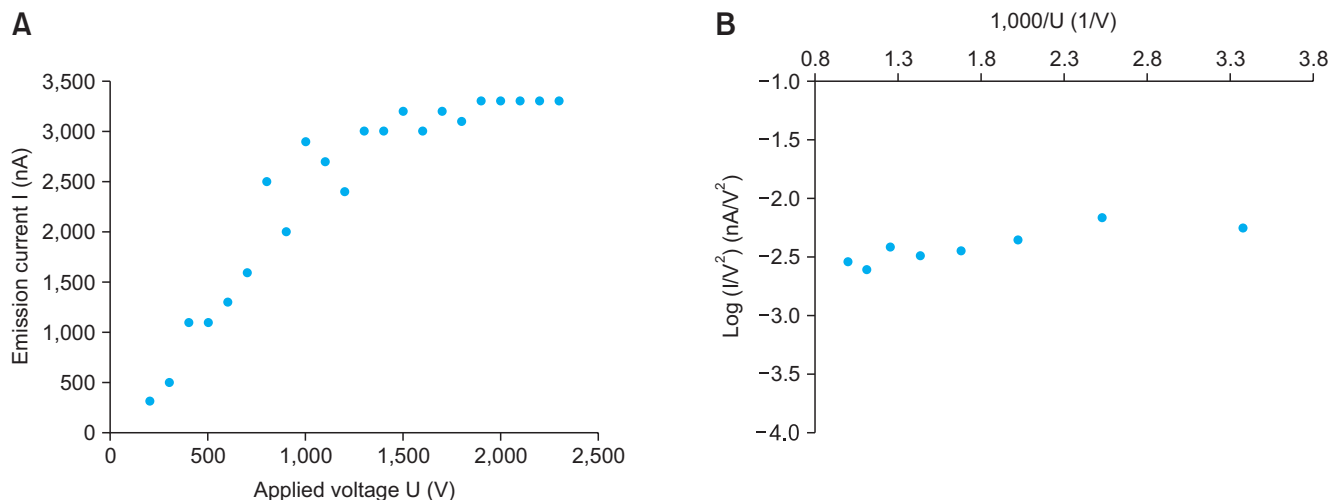 A
Emission current I (nA)
3,500
3,000
2,500
2,000
1,500
1,000
500
0
0 500 1,000 1,500 2,000 2,500
Applied voltage U (V)
B
1,000/U (1/V)
0.8 1.3 1.8 2.3 2.8 3.3 3.8
Log (I/V²) (nA/V²)
−1.0
−1.5
−2.0
−2.5
−3.0
−3.5
−4.0